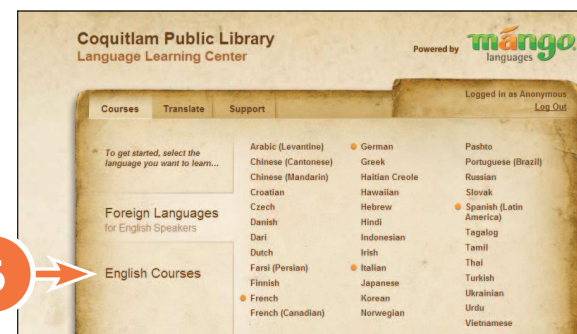 Coquitlam Public Library
Language Learning Center
Powered by
mango
languages
Logged in as Anonymous
Log Out
Courses
Translate
Support
To get started, select the
language you want to learn...
Foreign Languages
for English Speakers
English Courses
Arabic (Levantine)
Chinese (Cantonese)
Chinese (Mandarin)
Croatian
Czech
Danish
Dari
Dutch
Farsi (Persian)
Finnish
French
French (Canadian)
German
Greek
Haitian Creole
Hawaiian
Hebrew
Hindi
Indonesian
Irish
Italian
Japanese
Korean
Norwegian
Pashto
Portuguese (Brazil)
Russian
Slovak
Spanish (Latin
America)
Tagalog
Tamil
Thai
Turkish
Ukrainian
Urdu
Vietnamese